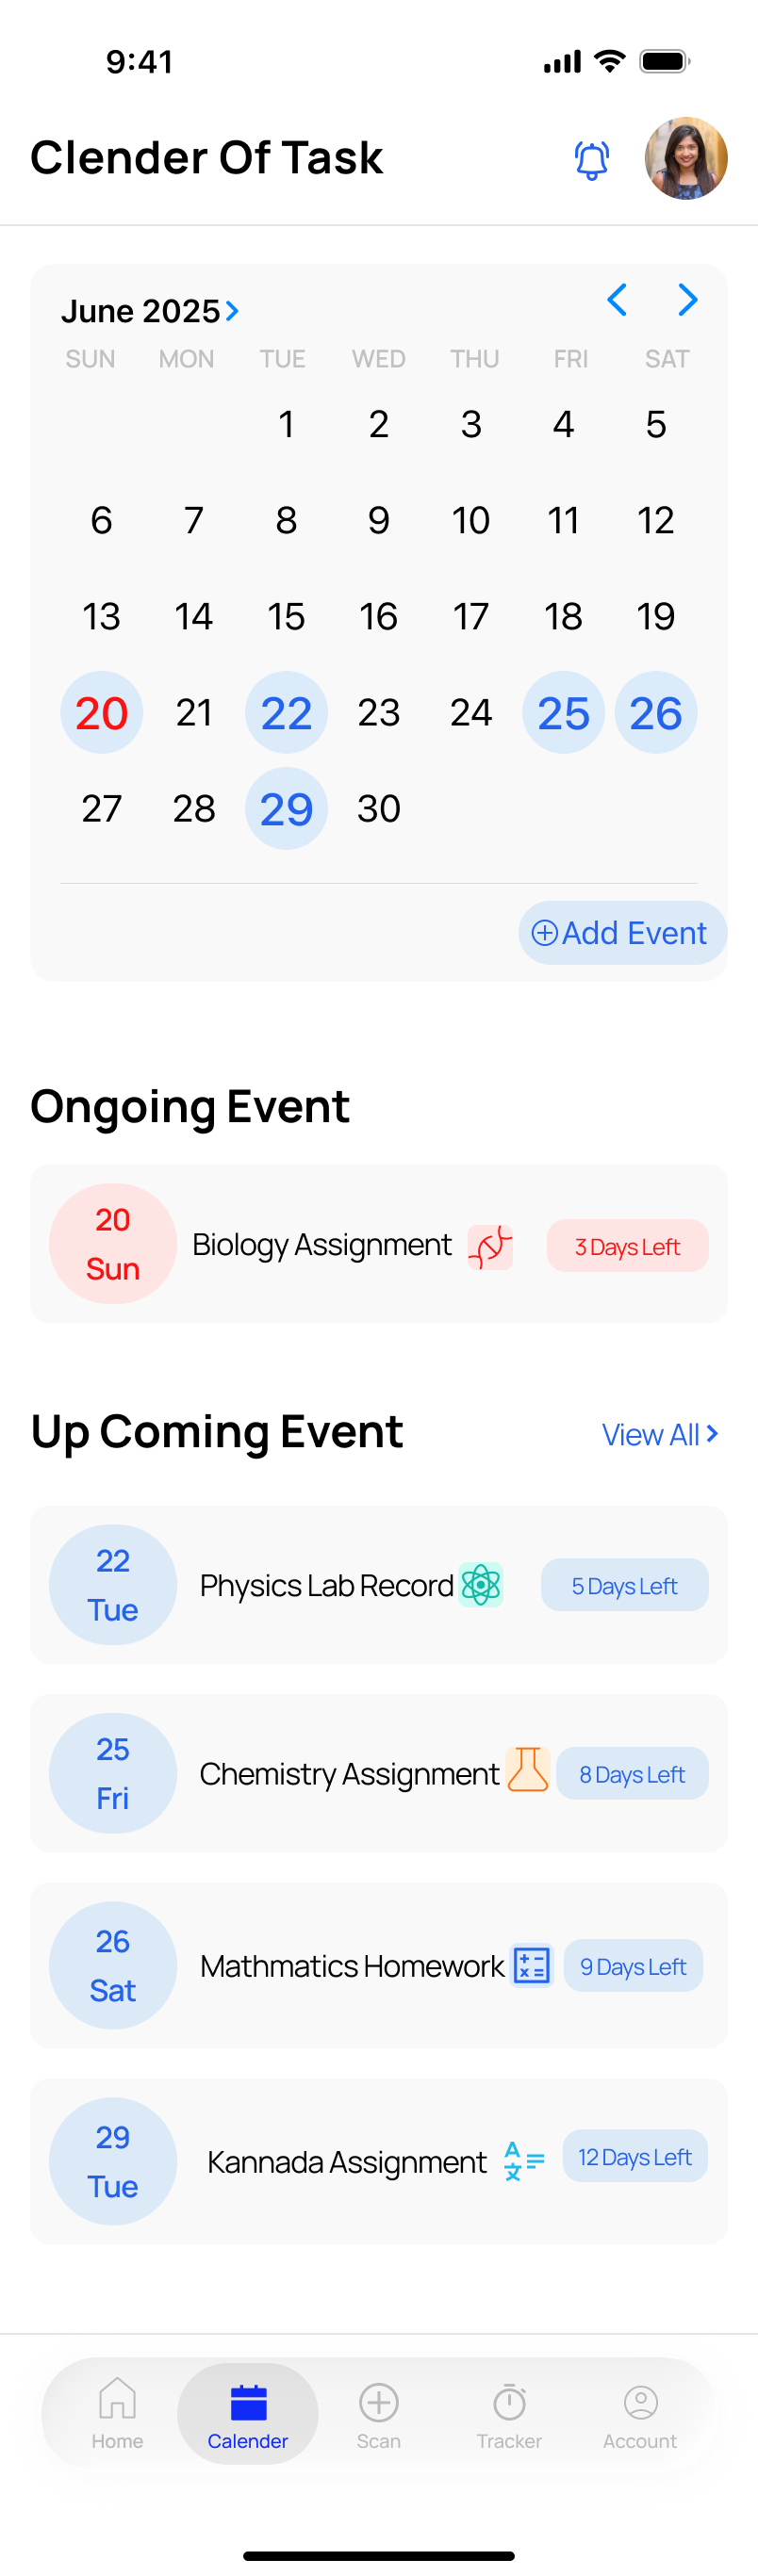 9:41
Clender Of Task
June 2025
SUN MON TUE WED THU FRI SAT
1 2 3 4 5
6 7 8 9 10 11 12
13 14 15 16 17 18 19
20 21 22 23 24 25 26
27 28 29 30
Add Event
Ongoing Event
20
Sun
Biology Assignment
3 Days Left
Up Coming Event
View All
22
Tue
Physics Lab Record
5 Days Left
25
Fri
Chemistry Assignment
8 Days Left
26
Sat
Mathmatics Homework
9 Days Left
29
Tue
Kannada Assignment
A
文
12 Days Left
Home Calender Scan Tracker Account